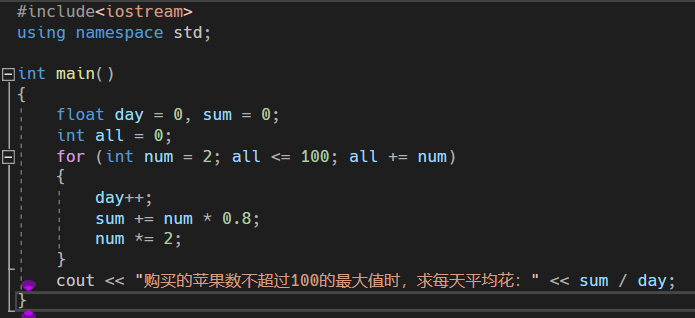 #include<iostream>
using namespace std;
int main()
{
float day = 0, sum = 0;
int all = 0;
for (int num = 2; all <= 100; all += num)
{
day++;
sum += num * 0.8;
num *= 2;
}
cout << "购买的苹果数不超过100的最大值时，求每天平均花：" << sum / day;
}